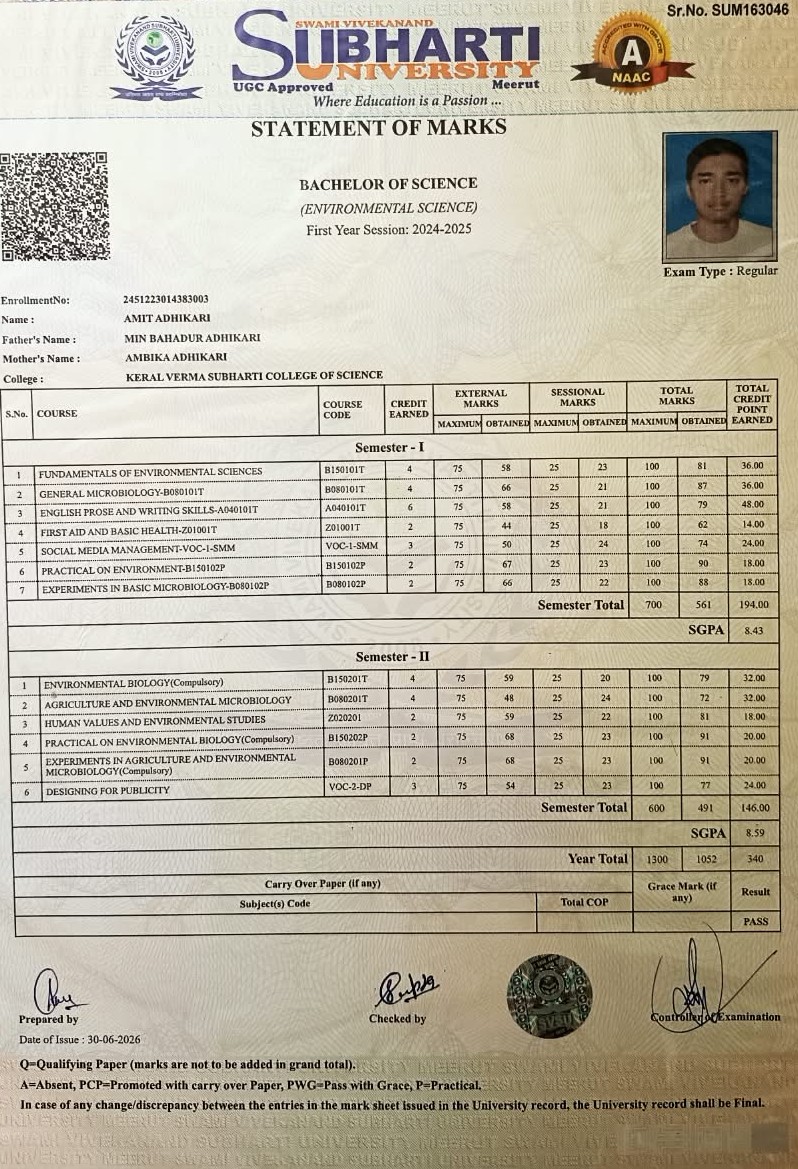 Sr.No. SUM163046
SWAMI VIVEKANAND
SUBHARTI
UNIVERSITY
UGC Approved Meerut
Where Education is a Passion ...
ACCREDITED WITH GRADE
A
NAAC
STATEMENT OF MARKS
BACHELOR OF SCIENCE
(ENVIRONMENTAL SCIENCE)
First Year Session: 2024-2025
Exam Type : Regular
EnrollmentNo: 2451223014383003
Name : AMIT ADHIKARI
Father's Name : MIN BAHADUR ADHIKARI
Mother's Name : AMBIKA ADHIKARI
College : KERAL VERMA SUBHARTI COLLEGE OF SCIENCE
S.No. COURSE COURSE CODE CREDIT EARNED EXTERNAL MARKS SESSIONAL MARKS TOTAL MARKS TOTAL CREDIT POINT EARNED
MAXIMUM OBTAINED MAXIMUM OBTAINED MAXIMUM OBTAINED
Semester - I
1 FUNDAMENTALS OF ENVIRONMENTAL SCIENCES B150101T 4 75 58 25 23 100 81 36.00
2 GENERAL MICROBIOLOGY-B080101T B080101T 4 75 66 25 21 100 87 36.00
3 ENGLISH PROSE AND WRITING SKILLS-A040101T A040101T 6 75 58 25 21 100 79 48.00
4 FIRST AID AND BASIC HEALTH-Z01001T Z01001T 2 75 44 25 18 100 62 14.00
5 SOCIAL MEDIA MANAGEMENT-VOC-1-SMM VOC-1-SMM 3 75 50 25 24 100 74 24.00
6 PRACTICAL ON ENVIRONMENT-B150102P B150102P 2 75 67 25 23 100 90 18.00
7 EXPERIMENTS IN BASIC MICROBIOLOGY-B080102P B080102P 2 75 66 25 22 100 88 18.00
Semester Total 700 561 194.00
SGPA 8.43
Semester - II
1 ENVIRONMENTAL BIOLOGY(Compulsory) B150201T 4 75 59 25 20 100 79 32.00
2 AGRICULTURE AND ENVIRONMENTAL MICROBIOLOGY B080201T 4 75 48 25 24 100 72 32.00
3 HUMAN VALUES AND ENVIRONMENTAL STUDIES Z020201 2 75 59 25 22 100 81 18.00
4 PRACTICAL ON ENVIRONMENTAL BIOLOGY(Compulsory) B150202P 2 75 68 25 23 100 91 20.00
5 EXPERIMENTS IN AGRICULTURE AND ENVIRONMENTAL MICROBIOLOGY(Compulsory) B080201P 2 75 68 25 23 100 91 20.00
6 DESIGNING FOR PUBLICITY VOC-2-DP 3 75 54 25 23 100 77 24.00
Semester Total 600 491 146.00
SGPA 8.59
Year Total 1300 1052 340
Carry Over Paper (if any) Grace Mark (if any) Result
Subject(s) Code Total COP
PASS
Prepared by Checked by Controller of Examination
Date of Issue : 30-06-2026
Q=Qualifying Paper (marks are not to be added in grand total).
A=Absent, PCP=Promoted with carry over Paper, PWG=Pass with Grace, P=Practical.
In case of any change/discrepancy between the entries in the mark sheet issued in the University record, the University record shall be Final.